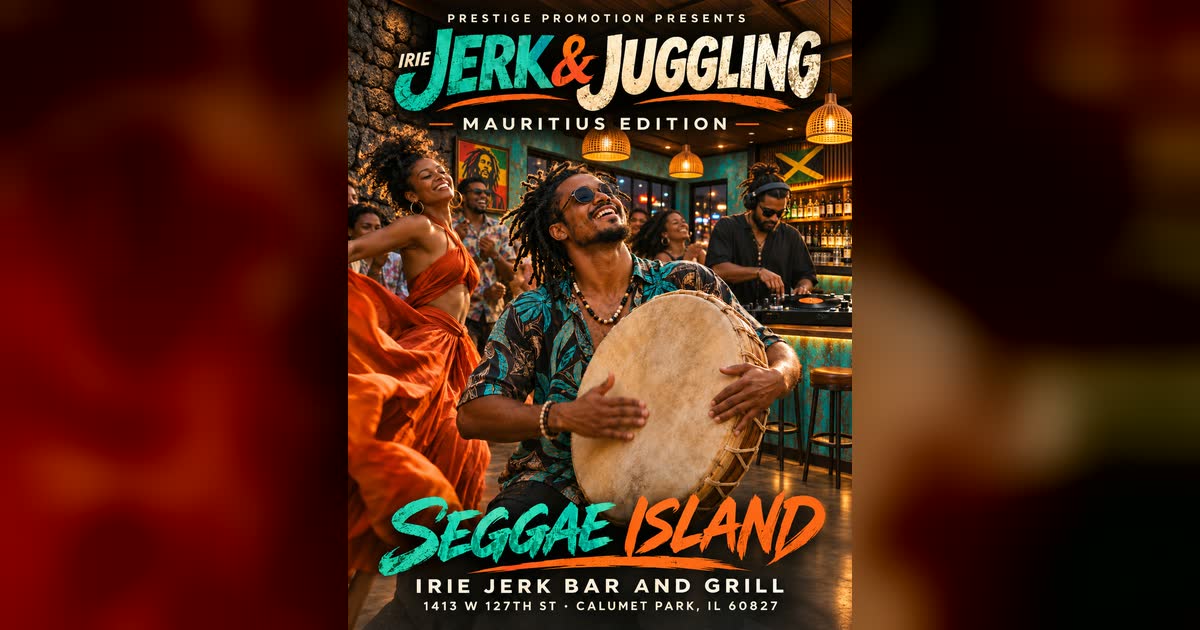 PRESTIGE PROMOTION PRESENTS
IRIE JERK & JUGGLING
MAURITIUS EDITION
SEGGAE ISLAND
IRIE JERK BAR AND GRILL
1413 W 127TH ST • CALUMET PARK, IL 60827